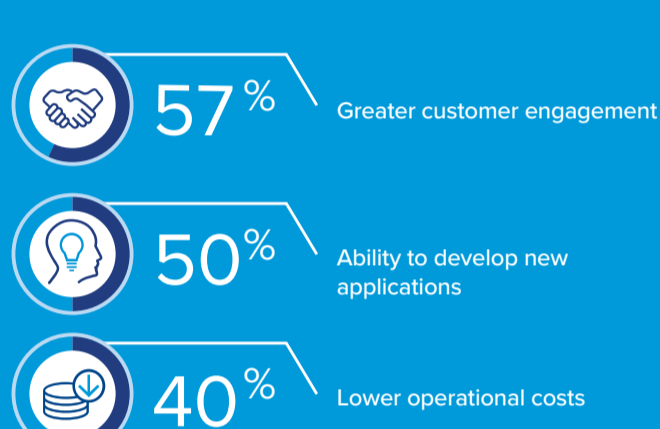 57%
Greater customer engagement
50%
Ability to develop new
applications
40%
Lower operational costs